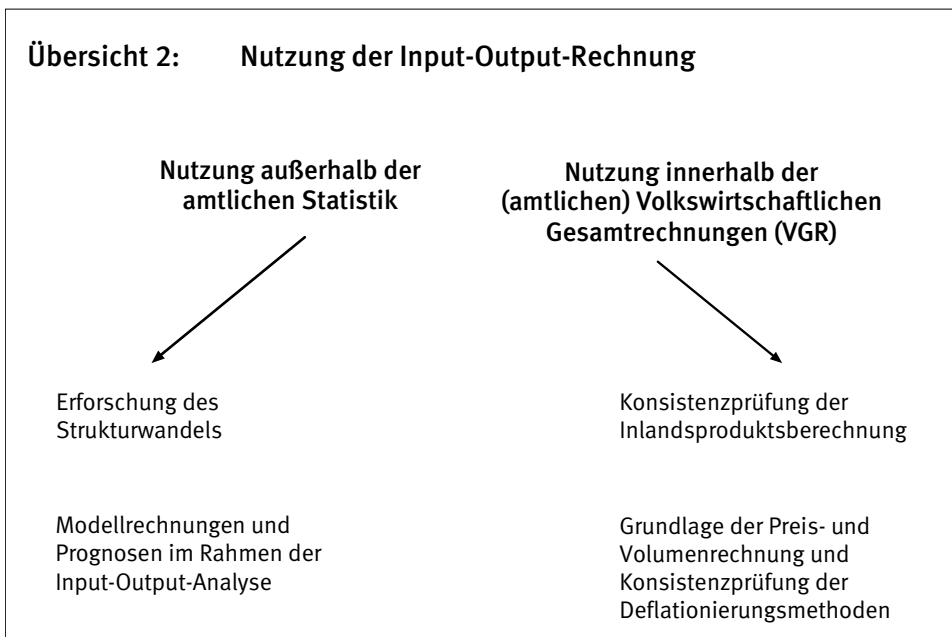 Übersicht 2: Nutzung der Input-Output-Rechnung
Nutzung außerhalb der
amtlichen Statistik
Nutzung innerhalb der
(amtlichen) Volkswirtschaftlichen
Gesamtrechnungen (VGR)
Erforschung des
Strukturwandels
Konsistenzprüfung der
Inlandsproduktsberechnung
Modellrechnungen und
Prognosen im Rahmen der
Input-Output-Analyse
Grundlage der Preis- und
Volumenrechnung und
Konsistenzprüfung der
Deflationierungsmethoden